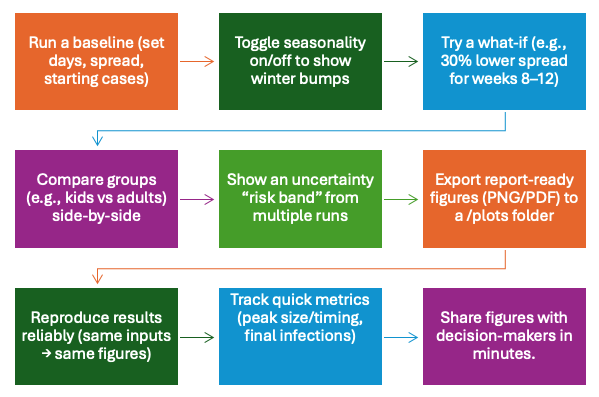 Run a baseline (set
days, spread,
starting cases)
Toggle seasonality
on/off to show
winter bumps
Try a what-if (e.g.,
30% lower spread
for weeks 8–12)
Compare groups
(e.g., kids vs adults)
side-by-side
Show an uncertainty
“risk band” from
multiple runs
Export report-ready
figures (PNG/PDF) to
a /plots folder
Reproduce results
reliably (same inputs
→ same figures)
Track quick metrics
(peak size/timing,
final infections)
Share figures with
decision-makers in
minutes.